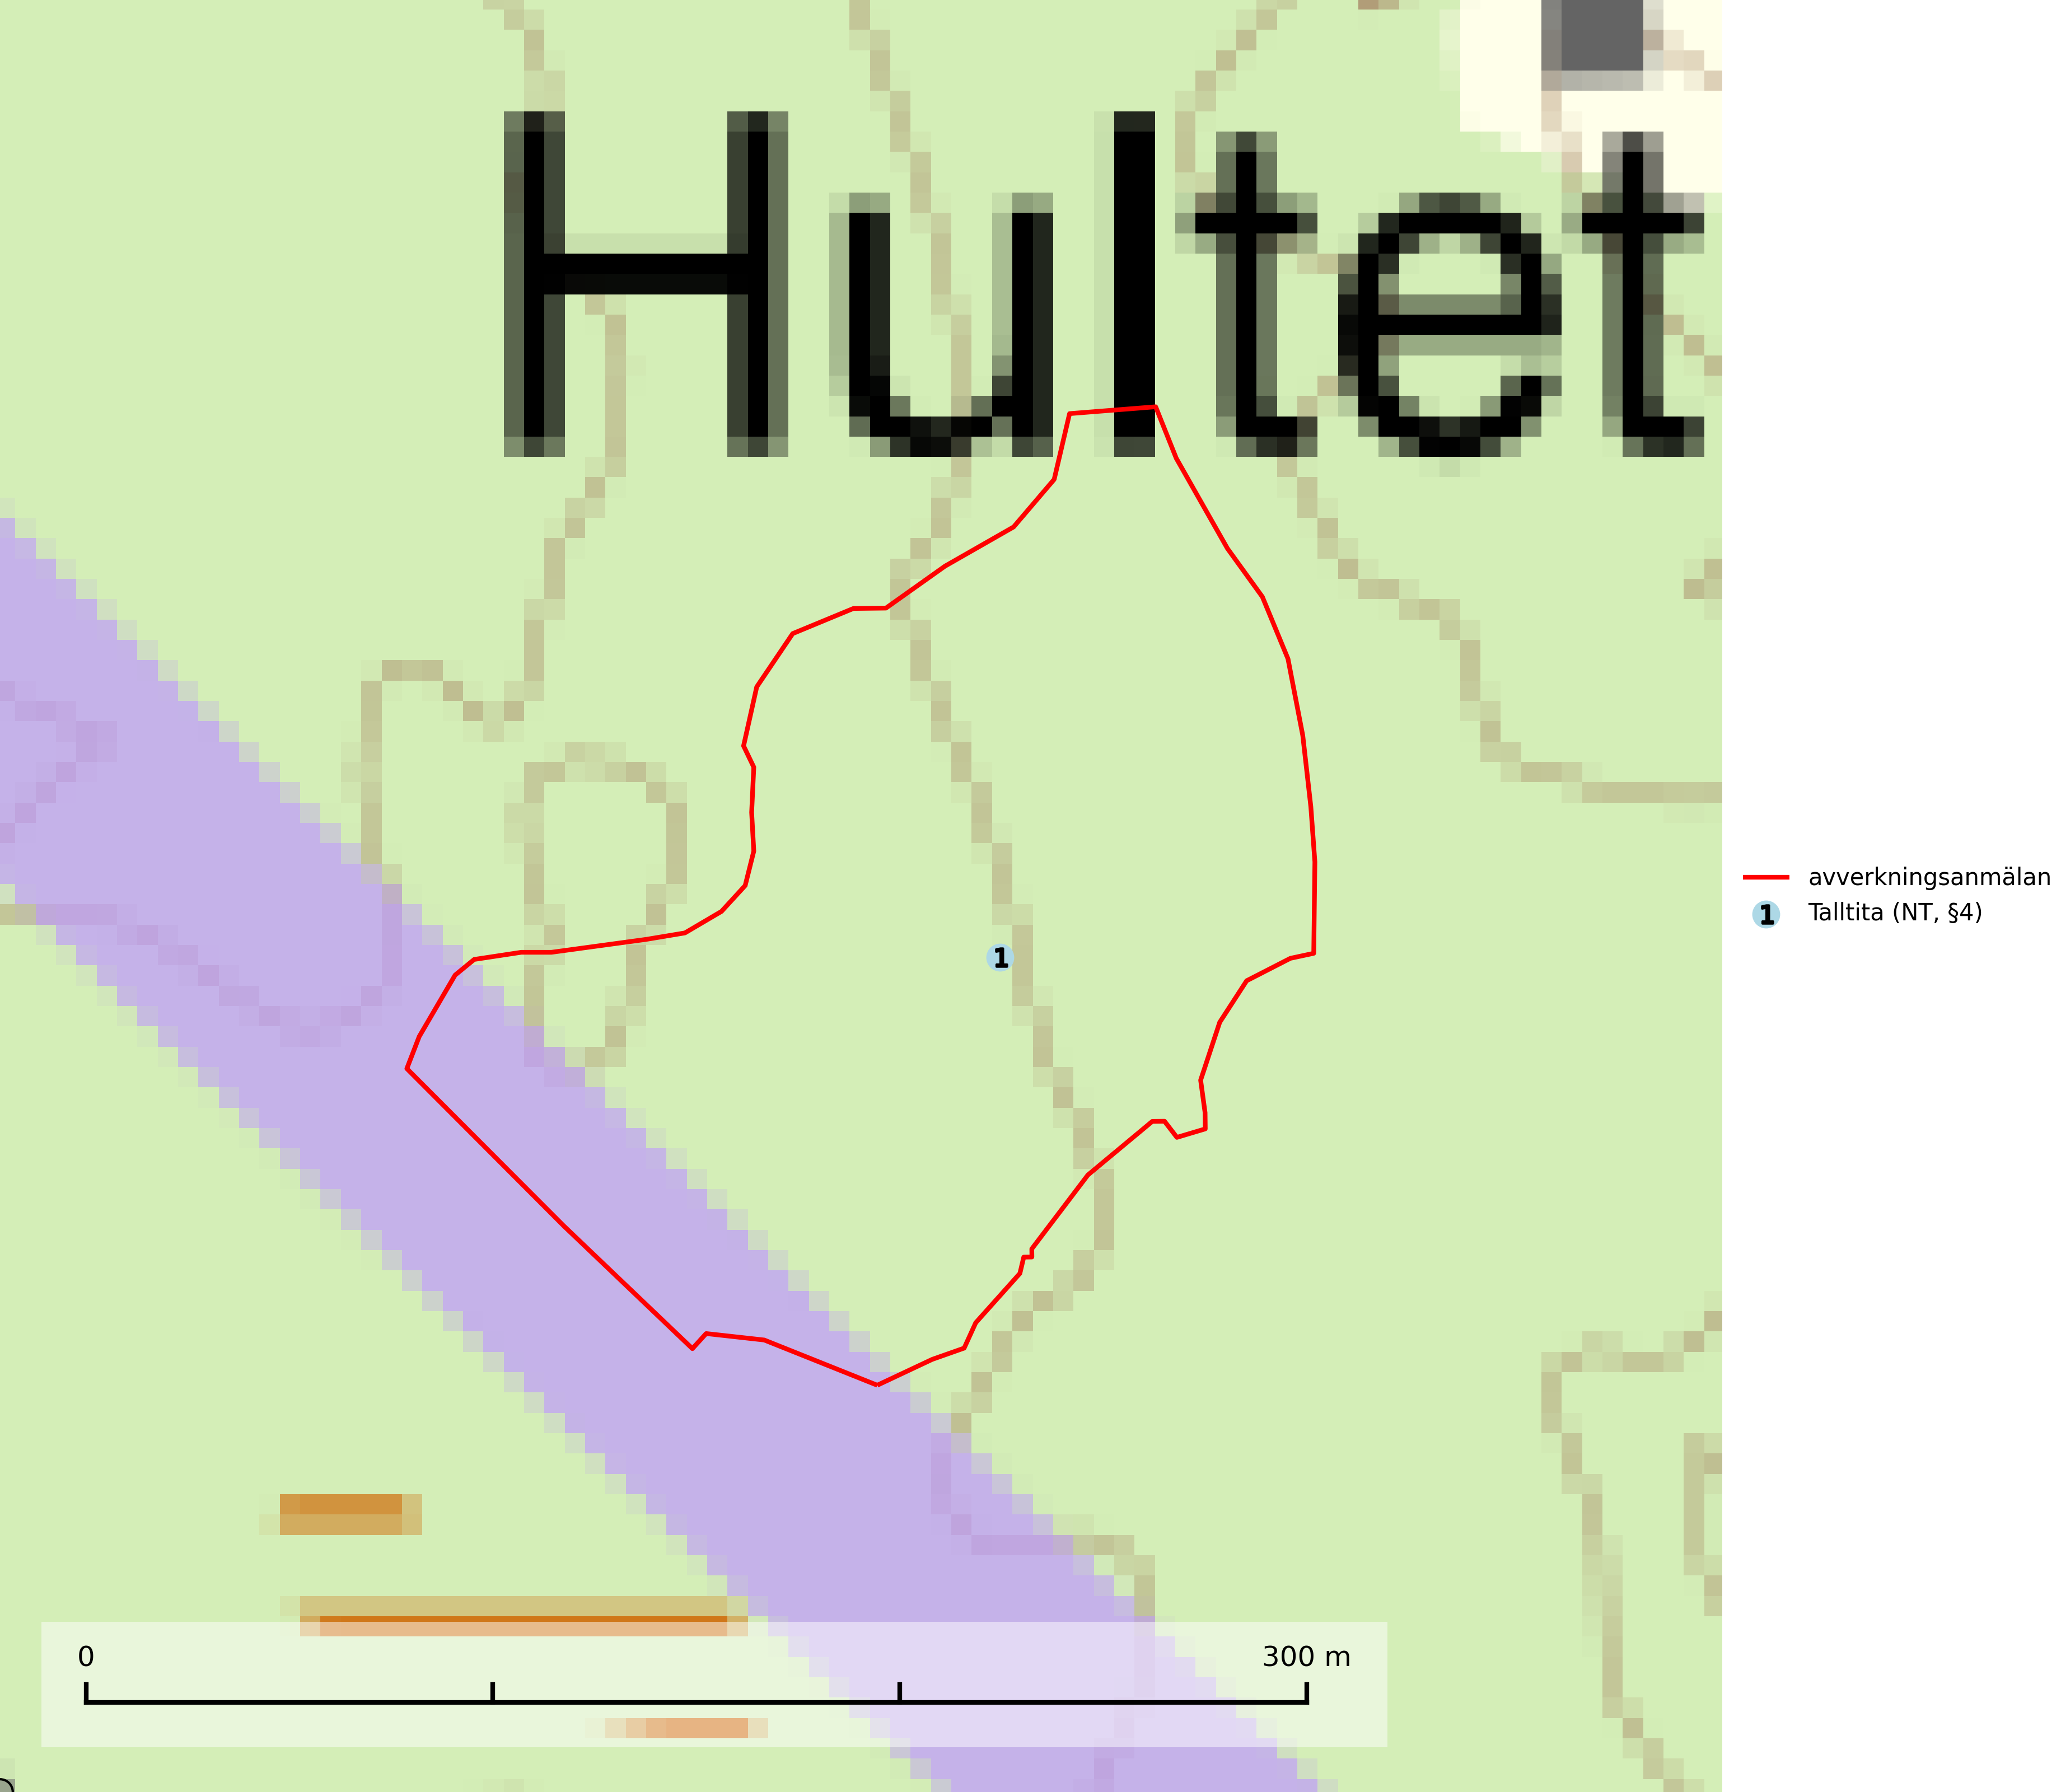 Hultet
avverkningsanmälan
1 Talltita (NT, §4)
1
0 300 m